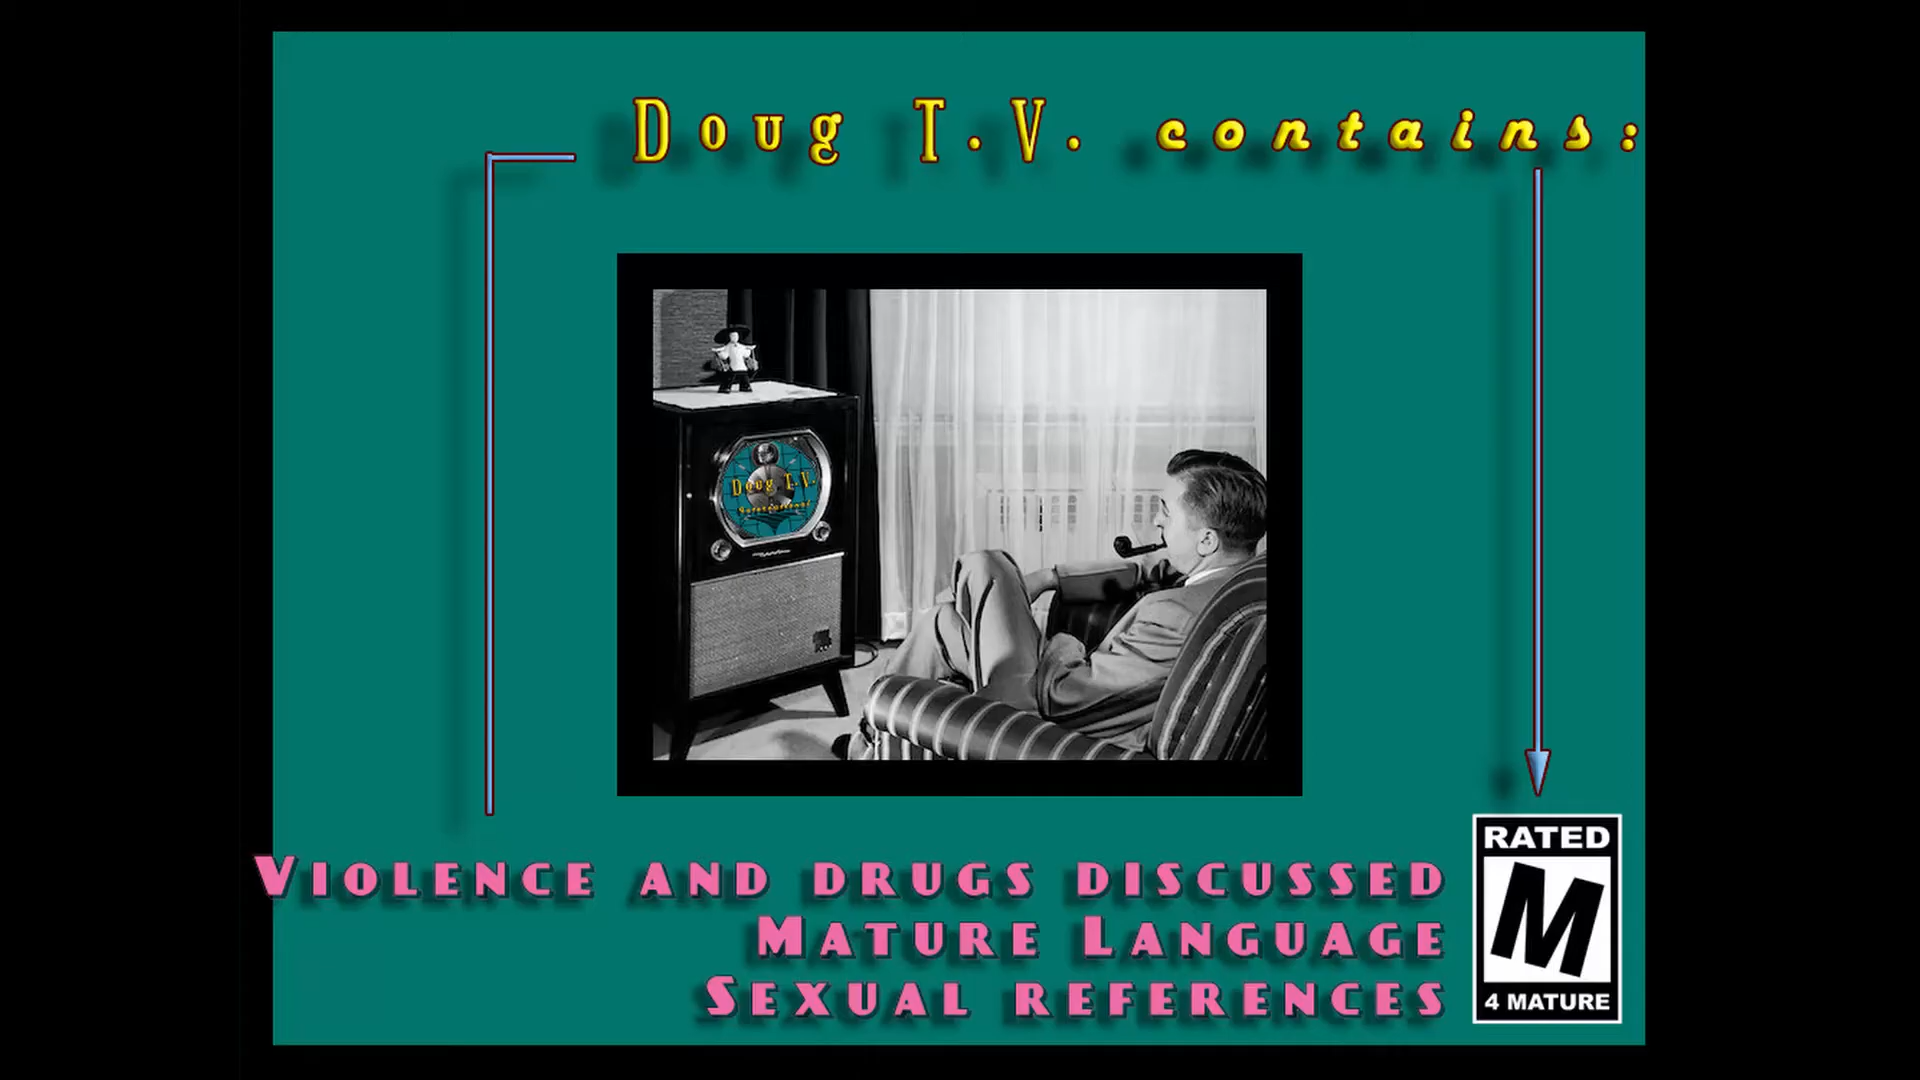 Doug T.V. contains:
Doug T.V.
Violence and drugs discussed
Mature Language
Sexual references
RATED
M
4 MATURE